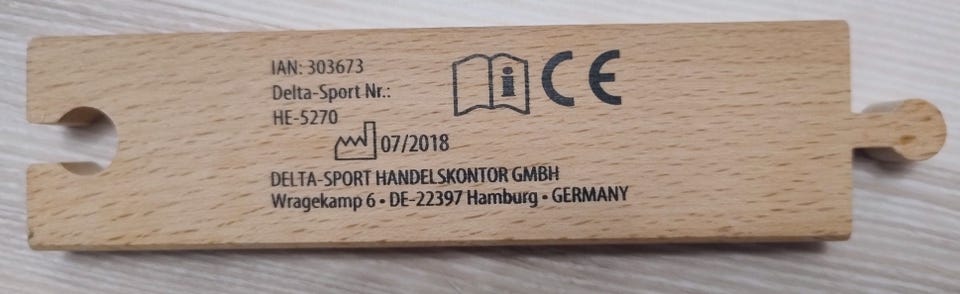 IAN: 303673
Delta-Sport Nr.:
HE-5270
07/2018
DELTA-SPORT HANDELSKONTOR GMBH
Wragekamp 6 • DE-22397 Hamburg • GERMANY
i
CE